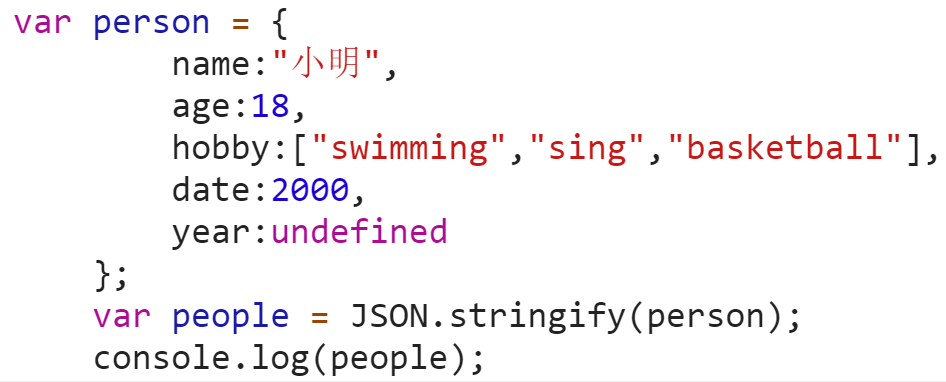 var person = {
name:"小明",
age:18,
hobby:["swimming","sing","basketball"],
date:2000,
year:undefined
};
var people = JSON.stringify(person);
console.log(people);